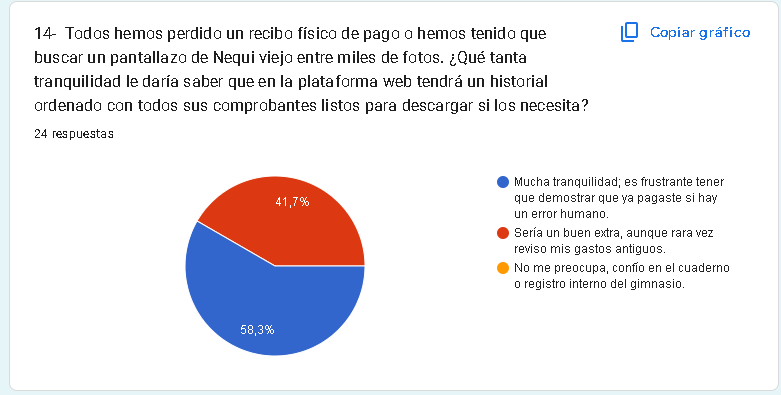 14-  Todos hemos perdido un recibo físico de pago o hemos tenido que
buscar un pantallazo de Nequi viejo entre miles de fotos. ¿Qué tanta
tranquilidad le daría saber que en la plataforma web tendrá un historial
ordenado con todos sus comprobantes listos para descargar si los necesita?
Copiar gráfico
24 respuestas
41,7%
58,3%
Mucha tranquilidad; es frustrante tener
que demostrar que ya pagaste si hay
un error humano.
Sería un buen extra, aunque rara vez
reviso mis gastos antiguos.
No me preocupa, confío en el cuaderno
o registro interno del gimnasio.